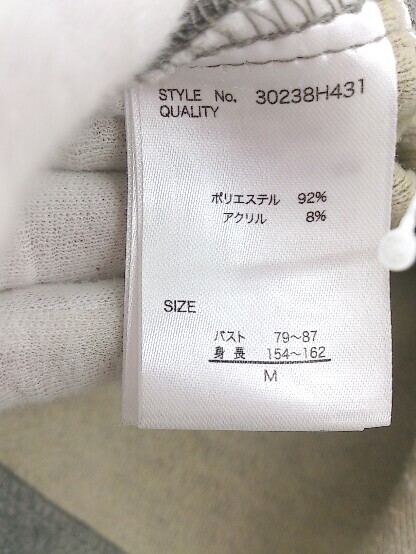 STYLE No. 30238H431
QUALITY
ポリエステル 92%
アクリル 8%
SIZE
バスト 79〜87
身長 154〜162
M